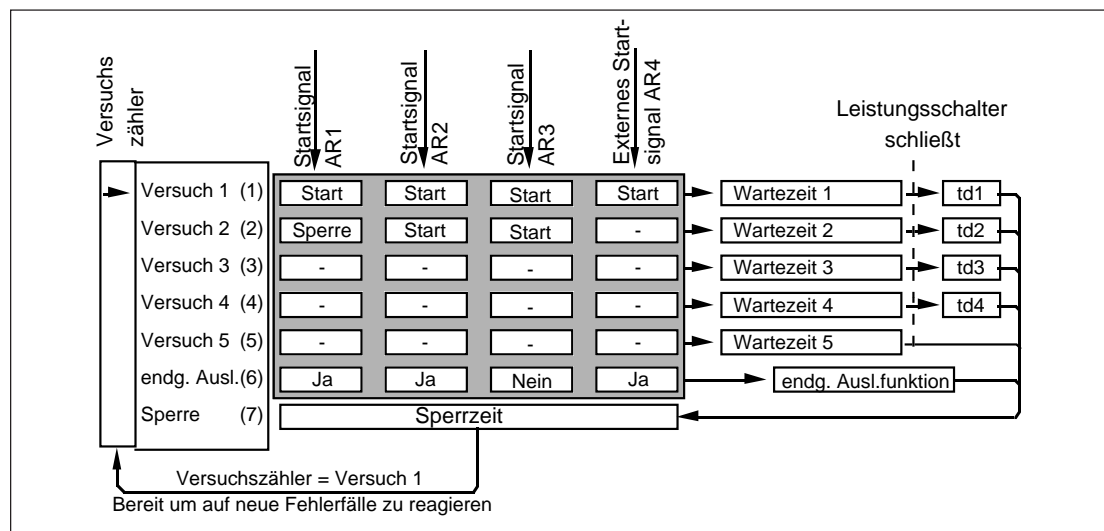 Versuchs
zähler
Startsignal
AR1
Startsignal
AR2
Startsignal
AR3
Externes Start-
signal AR4
Leistungsschalter
schließt
Versuch 1 (1) Start Start Start Start Wartezeit 1 td1
Versuch 2 (2) Sperre Start Start - Wartezeit 2 td2
Versuch 3 (3) - - - - Wartezeit 3 td3
Versuch 4 (4) - - - - Wartezeit 4 td4
Versuch 5 (5) - - - - Wartezeit 5
endg. Ausl.(6) Ja Ja Nein Ja endg. Ausl.funktion
Sperre (7) Sperrzeit
Versuchszähler = Versuch 1
Bereit um auf neue Fehlerfälle zu reagieren